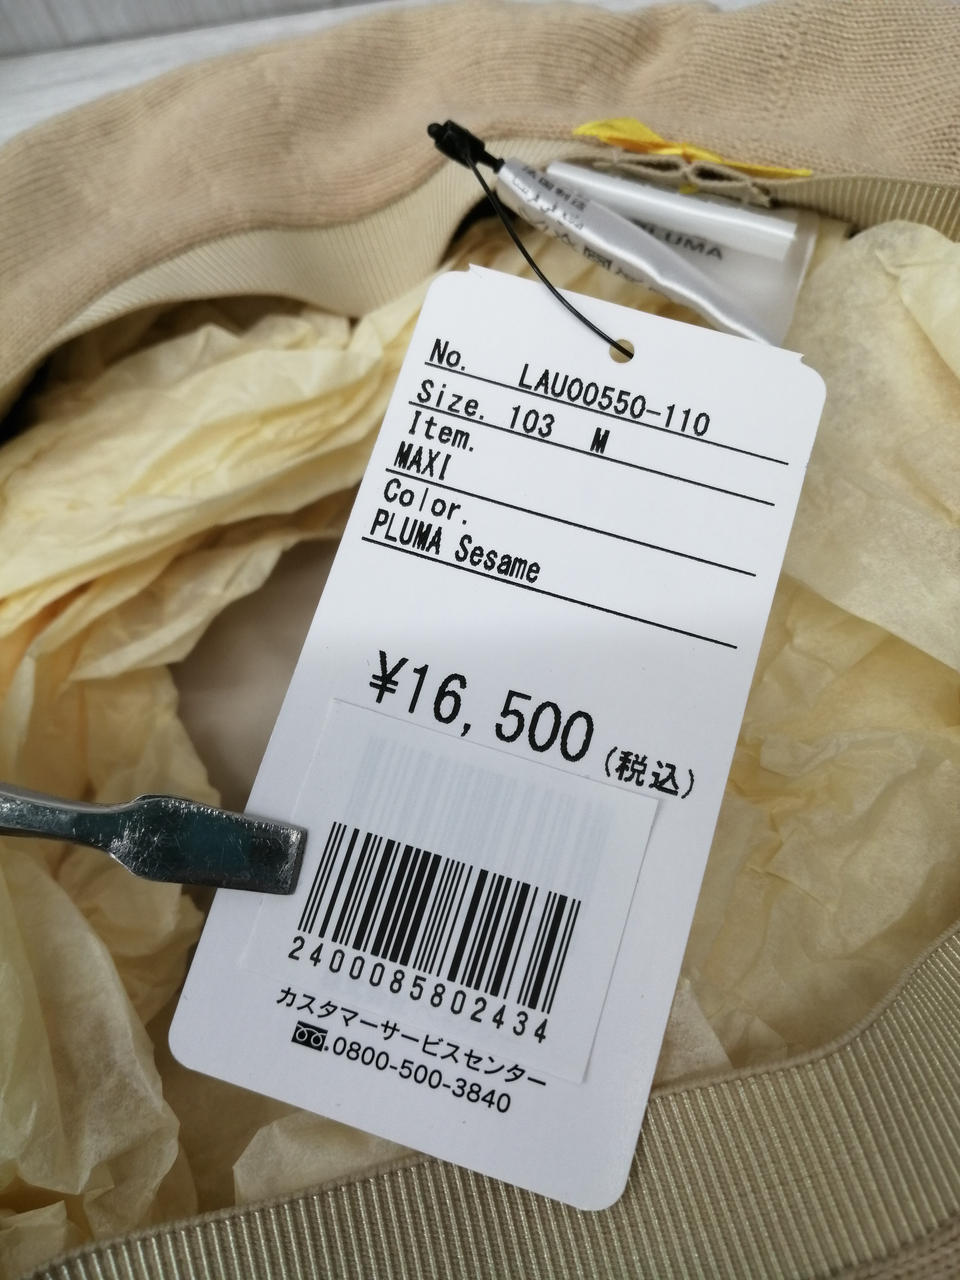 No. LAU00550-110
Size. 103 M
Item.
MAXI
Color.
PLUMA Sesame
¥16,500 (税込)
2400085802434
カスタマーサービスセンター
.0800-500-3840
PLUMA